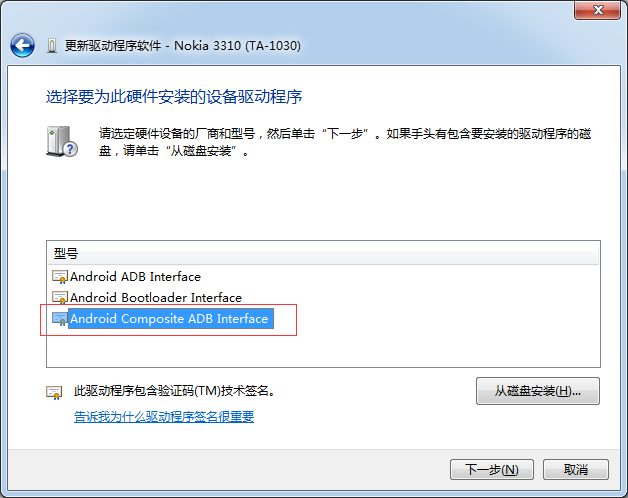 更新驱动程序软件 - Nokia 3310 (TA-1030)
选择要为此硬件安装的设备驱动程序
请选定硬件设备的厂商和型号，然后单击“下一步”。如果手头有包含要安装的驱动程序的磁
盘，请单击“从磁盘安装”。
型号
Android ADB Interface
Android Bootloader Interface
Android Composite ADB Interface
此驱动程序包含验证码(TM)技术签名。
从磁盘安装(H)...
告诉我为什么驱动程序签名很重要
下一步(N)
取消